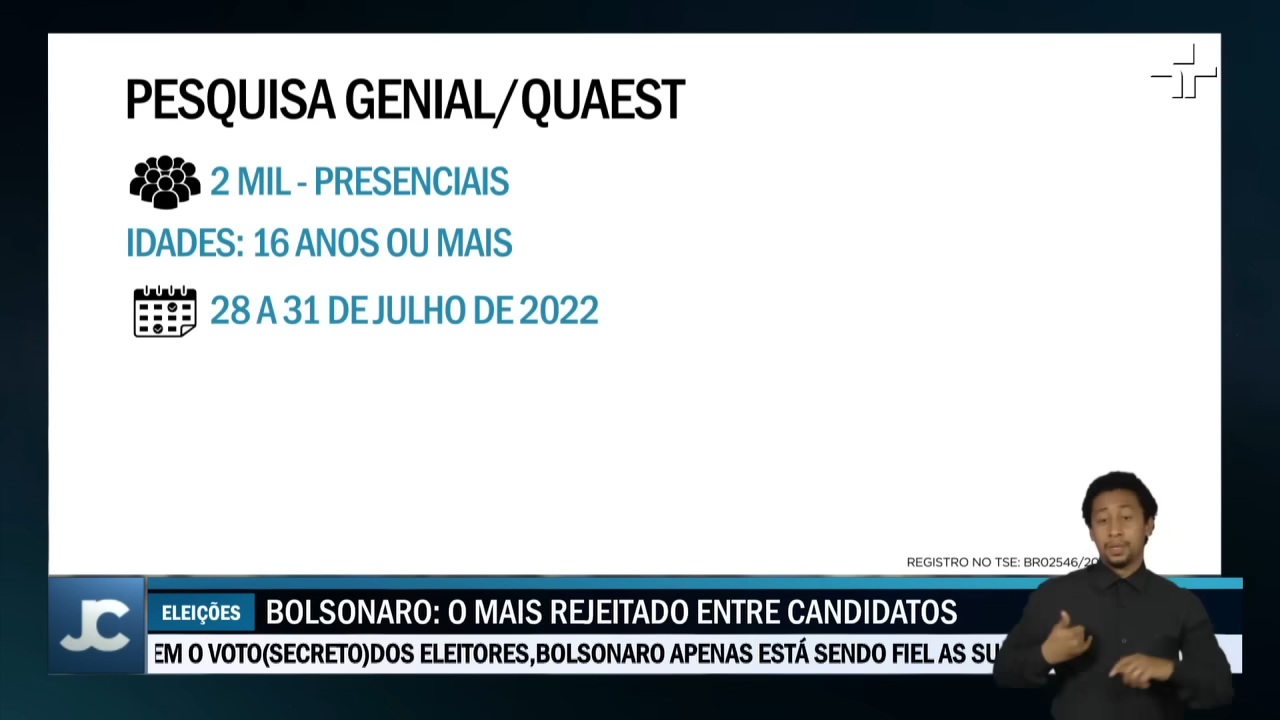 PESQUISA GENIAL/QUAEST
2 MIL - PRESENCIAIS
IDADES: 16 ANOS OU MAIS
28 A 31 DE JULHO DE 2022
REGISTRO NO TSE: BR02546/20
JC
ELEIÇÕES
BOLSONARO: O MAIS REJEITADO ENTRE CANDIDATOS
EM O VOTO(SECRETO)DOS ELEITORES,BOLSONARO APENAS ESTÁ SENDO FIEL AS SU